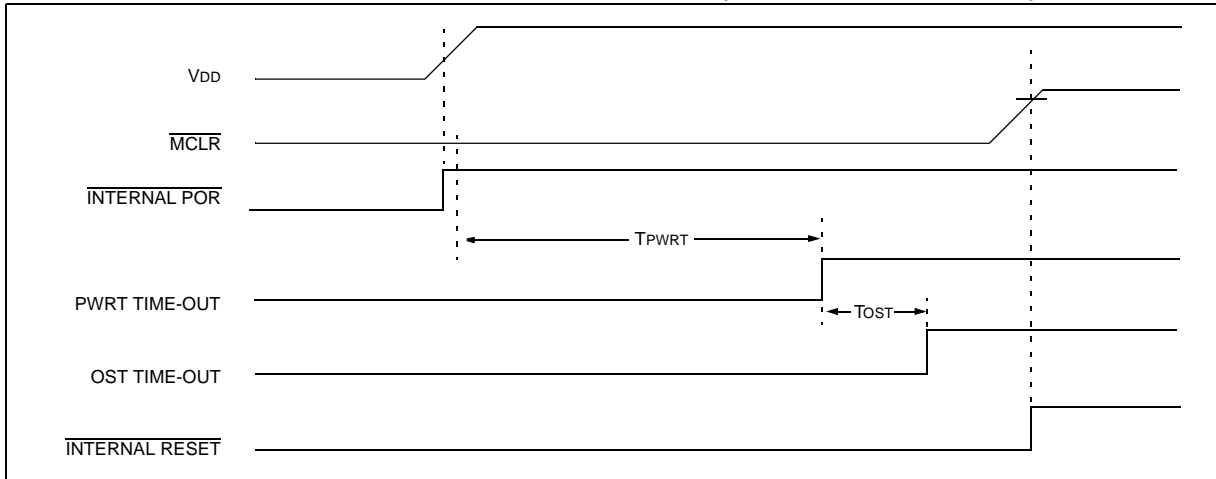 VDD
MCLR
INTERNAL POR
TPWRT
PWRT TIME-OUT
TOST
OST TIME-OUT
INTERNAL RESET